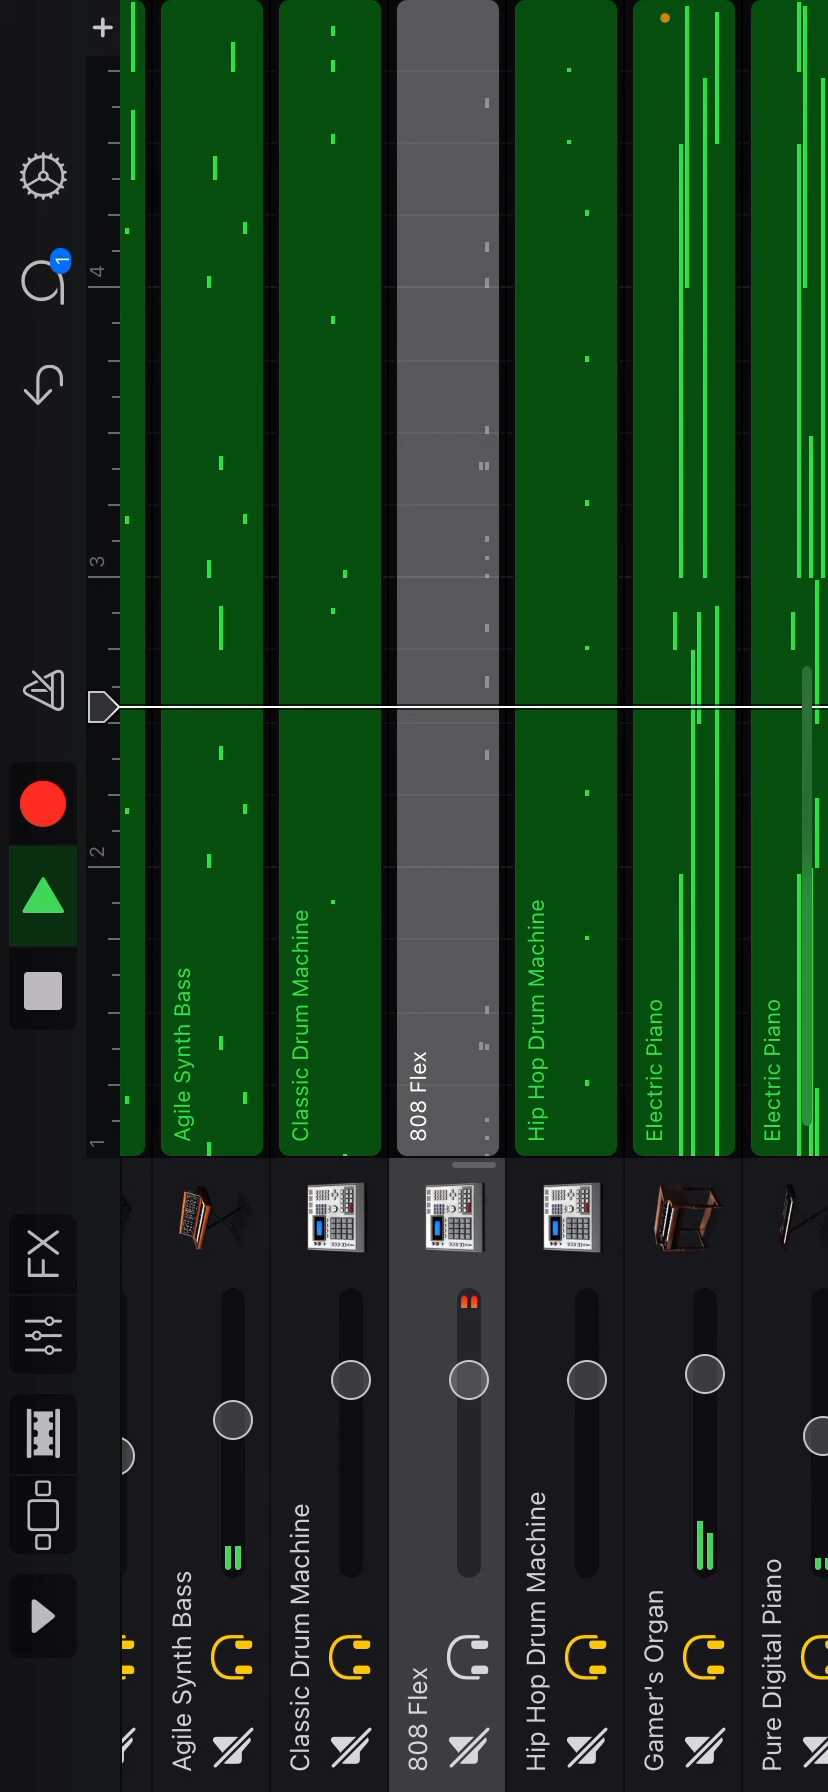 1
FX
1
2
3
4
Agile Synth Bass
Agile Synth Bass
Classic Drum Machine
Classic Drum Machine
808 Flex
808 Flex
Hip Hop Drum Machine
Hip Hop Drum Machine
Gamer's Organ
Electric Piano
Pure Digital Piano
Electric Piano